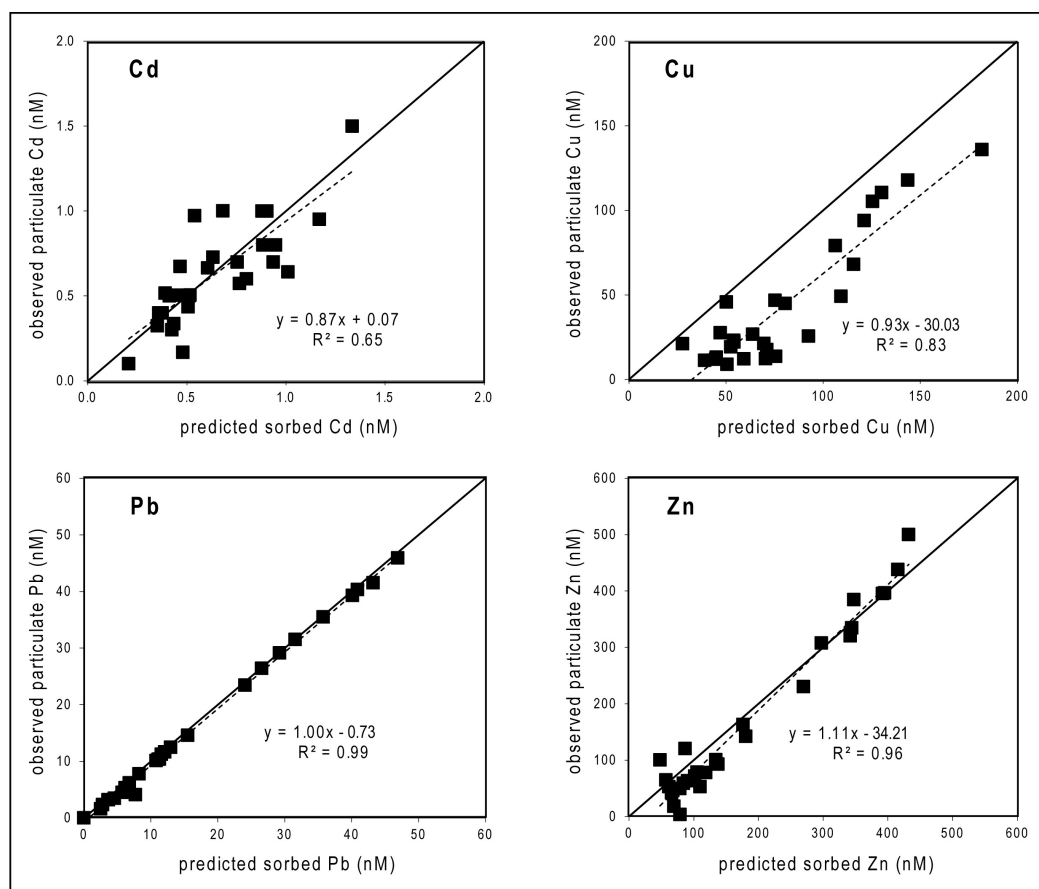 Cd
observed particulate Cd (nM)
2.0
1.5
1.0
0.5
0.0
y = 0.87x + 0.07
R² = 0.65
0.0 0.5 1.0 1.5 2.0
predicted sorbed Cd (nM)
Cu
observed particulate Cu (nM)
200
150
100
50
0
y = 0.93x - 30.03
R² = 0.83
0 50 100 150 200
predicted sorbed Cu (nM)
Pb
observed particulate Pb (nM)
60
50
40
30
20
10
0
y = 1.00x - 0.73
R² = 0.99
0 10 20 30 40 50 60
predicted sorbed Pb (nM)
Zn
observed particulate Zn (nM)
600
500
400
300
200
100
0
y = 1.11x - 34.21
R² = 0.96
0 100 200 300 400 500 600
predicted sorbed Zn (nM)